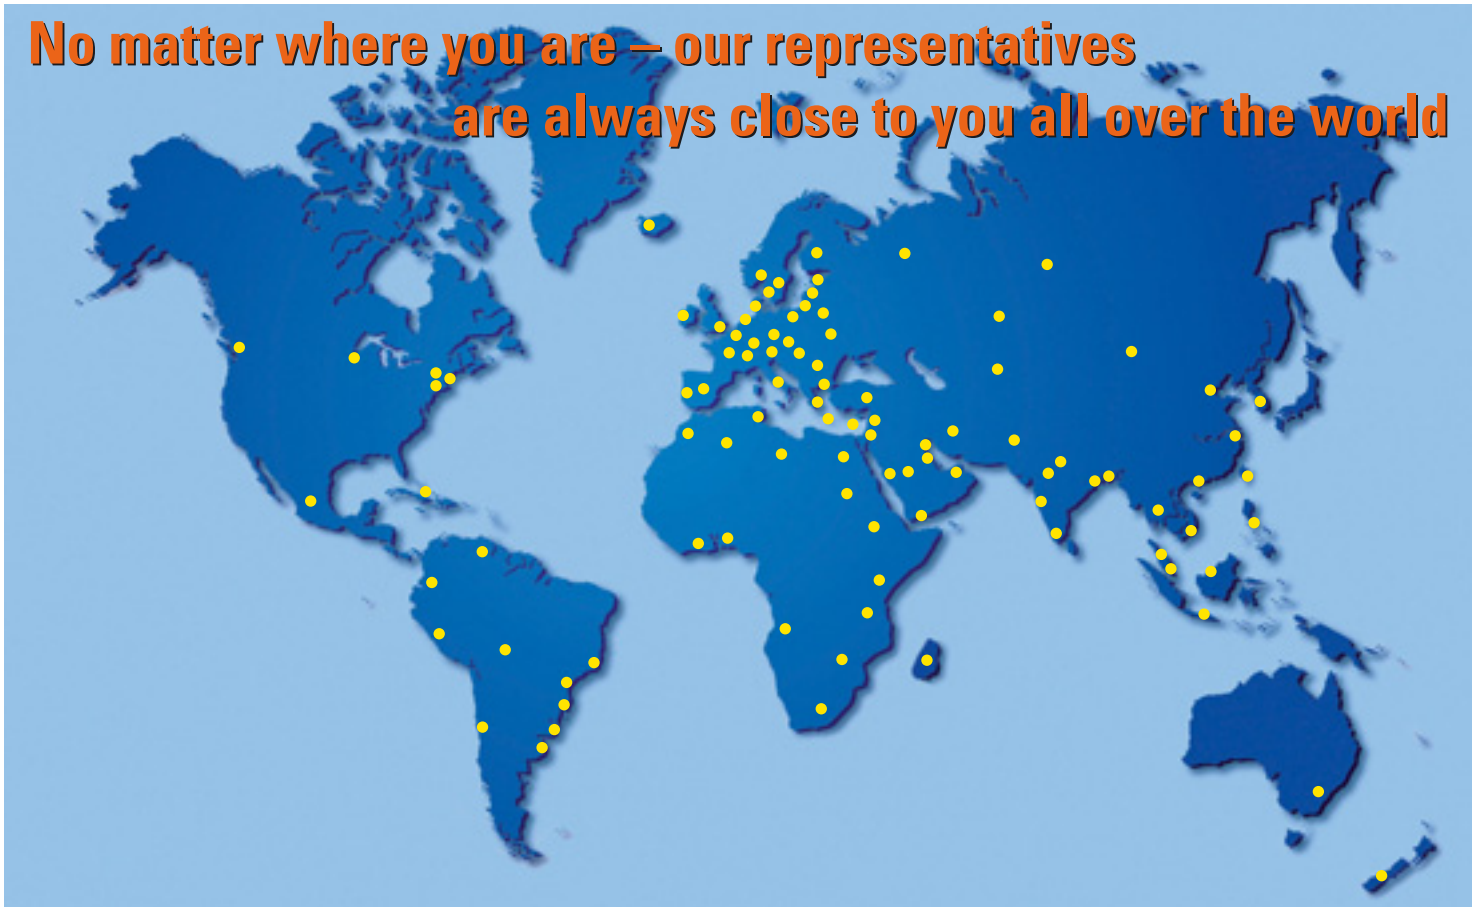 No matter where you are – our representatives
are always close to you all over the world